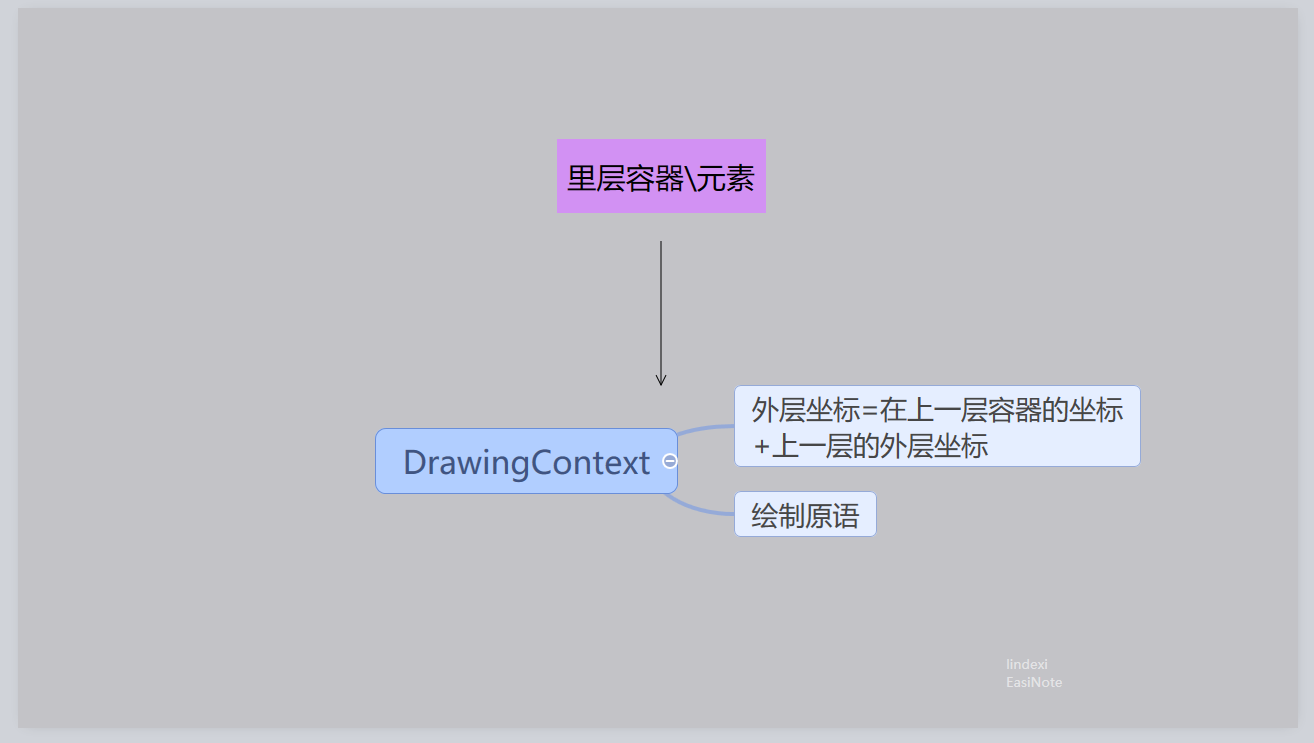 里层容器\元素
DrawingContext
外层坐标=在上一层容器的坐标
+上一层的外层坐标
绘制原语
lindexi
EasiNote